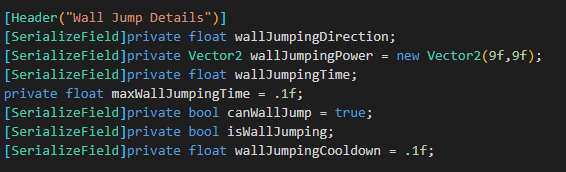 [Header("Wall Jump Details")]
[SerializeField]private float wallJumpingDirection;
[SerializeField]private Vector2 wallJumpingPower = new Vector2(9f,9f);
[SerializeField]private float wallJumpingTime;
private float maxWallJumpingTime = .1f;
[SerializeField]private bool canWallJump = true;
[SerializeField]private bool isWallJumping;
[SerializeField]private float wallJumpingCooldown = .1f;